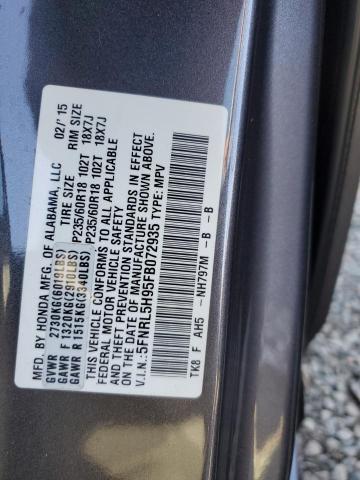 MFD. BY HONDA MFG. OF ALABAMA, LLC 02/'15
GVWR 2730KG(6019LBS) TIRE SIZE RIM SIZE
GAWR F 1320KG(2910LBS) P235/60R18 102T 18X7J
GAWR R 1515KG(3340LBS) P235/60R18 102T 18X7J
THIS VEHICLE CONFORMS TO ALL APPLICABLE
FEDERAL MOTOR VEHICLE SAFETY
AND THEFT PREVENTION STANDARDS IN EFFECT
ON THE DATE OF MANUFACTURE SHOWN ABOVE.
V.I.N.:5FNRL5H95FB072935 TYPE: MPV
TK8 F AH5 -NH797M -B -B